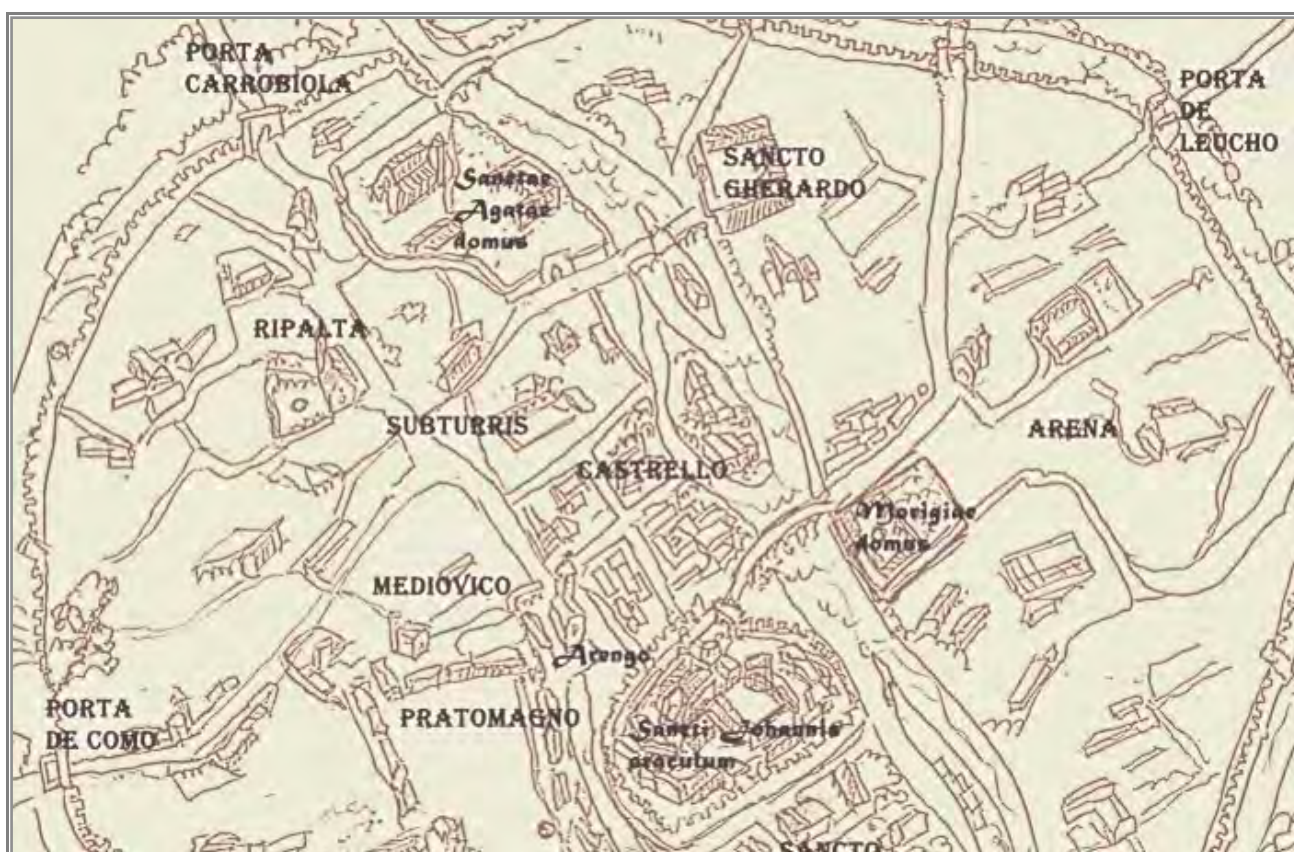 PORTA
CARROBIOLA
PORTA
DE
LEUCHO
SANCTO
GHERARDO
Sanctae
Agatae
domus
RIPALTA
SUBTURRIS
ARENA
CASTRELLO
Morigiae
domus
MEDIOVICO
Arengo
PORTA
DE COMO
PRATOMAGNO
Sancti Johannis
oraculum
SANCTO